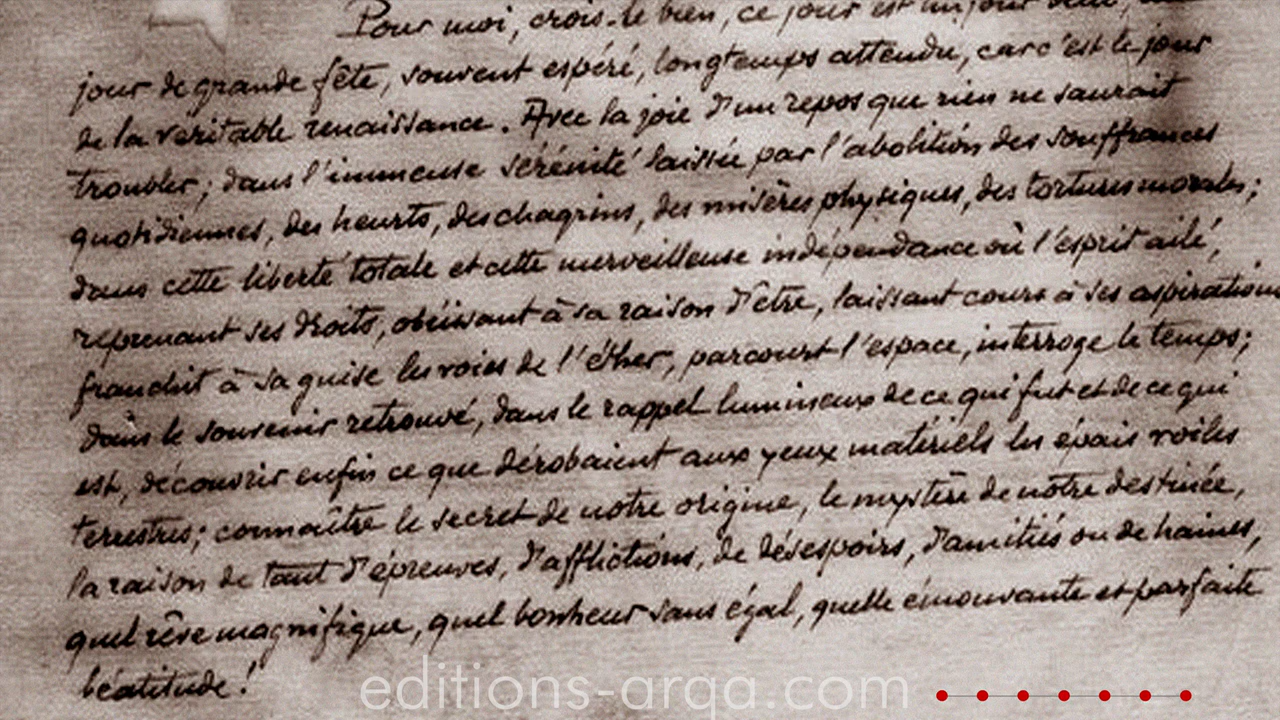 Pour moi, crois-le bien, ce jour est un jour
jour de grande fête, souvent espéré, longtemps attendu, car c'est le jour
de la véritable renaissance. Avec la joie d'un repos que rien ne saurait
troubler; dans l'immense sérénité laissée par l'abolition des souffrances
quotidiennes, des heurts, des chagrins, des misères physiques, des tortures morales;
dans cette liberté totale et cette merveilleuse indépendance où l'esprit ailé,
reprenant ses droits, obéissant à sa raison d'être, laissant cours à ses aspirations
franchit à sa guise les voies de l'éther, parcourt l'espace, interroge le temps;
dans le souvenir retrouvé, dans le rappel lumineux de ce qui fut et de ce qui
est, découvrir enfin ce que dérobaient aux yeux matériels les épais voiles
terrestres; connaître le secret de notre origine, le mystère de notre destinée,
la raison de tant d'épreuves, d'afflictions, de désespoirs, d'amitiés ou de haines,
quel rêve magnifique, quel bonheur sans égal, quelle émouvante et parfaite
béatitude!
editions-arqa.com